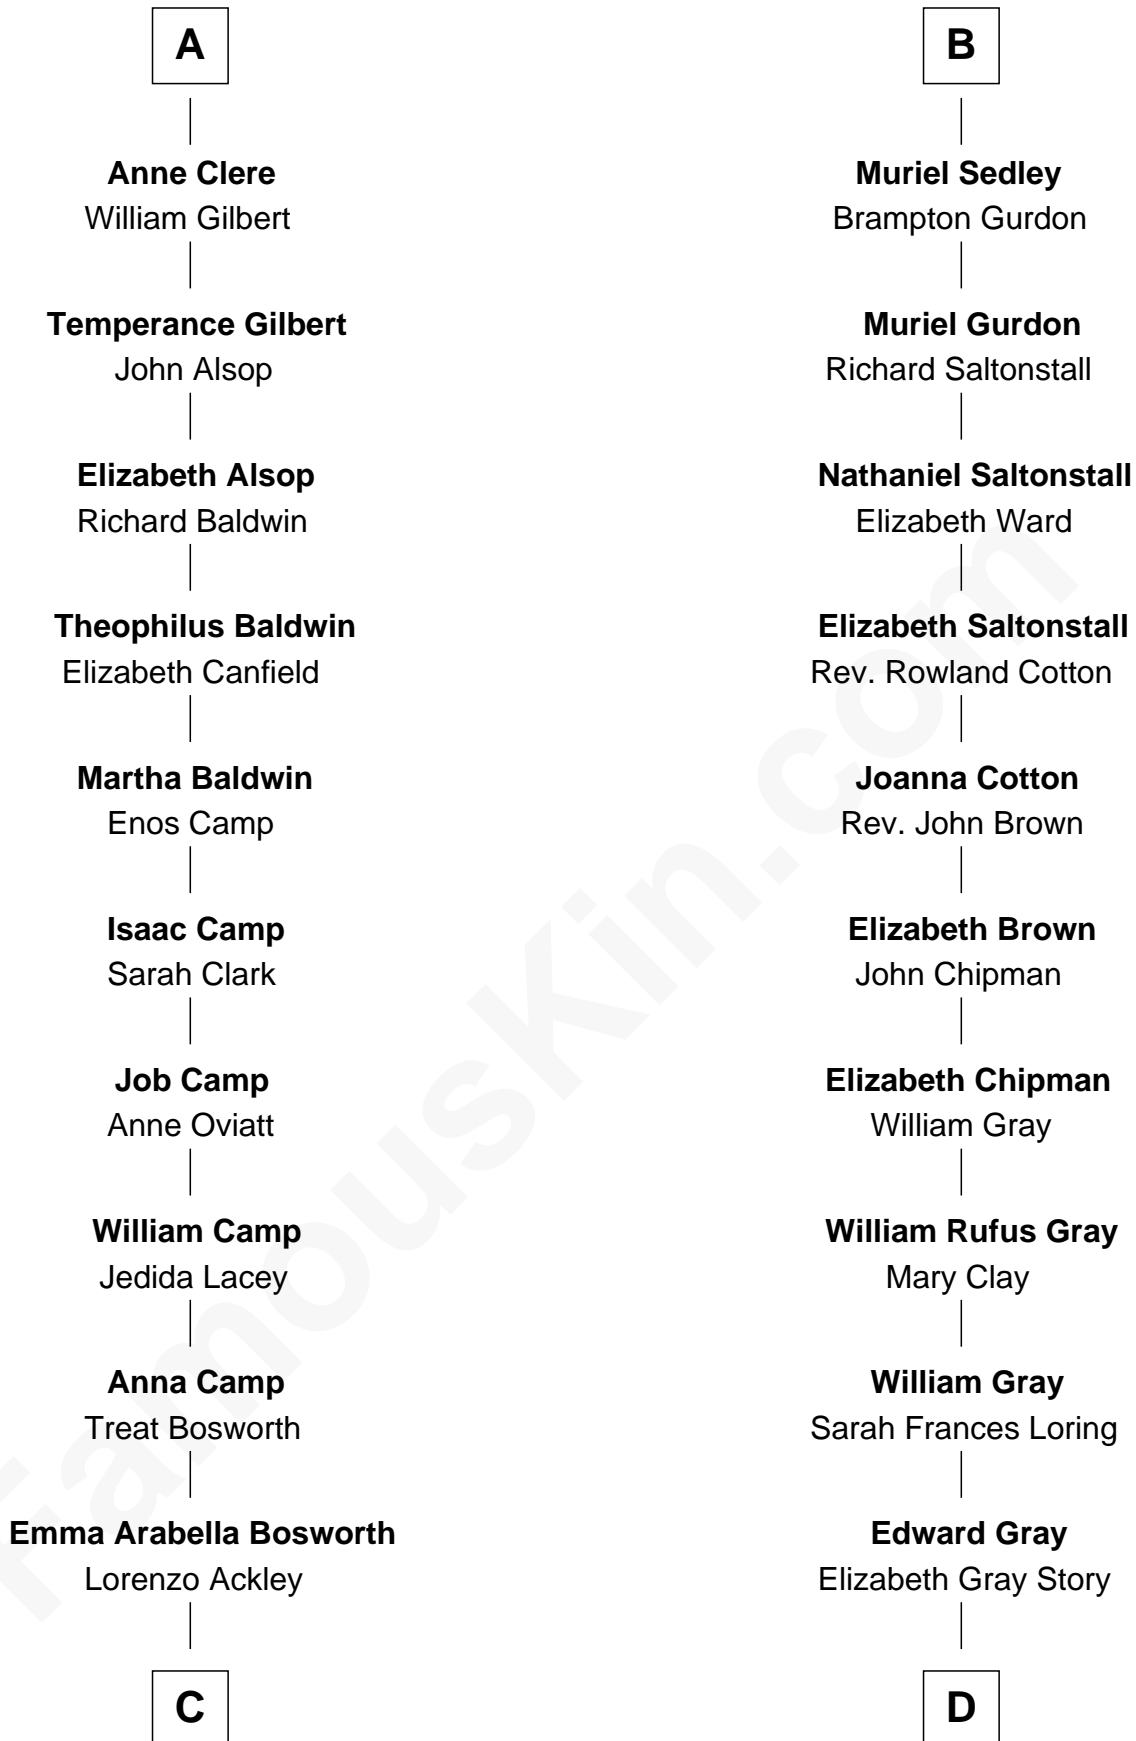 A
Anne Clere
William Gilbert
Temperance Gilbert
John Alsop
Elizabeth Alsop
Richard Baldwin
Theophilus Baldwin
Elizabeth Canfield
Martha Baldwin
Enos Camp
Isaac Camp
Sarah Clark
Job Camp
Anne Oviatt
William Camp
Jedida Lacey
Anna Camp
Treat Bosworth
Emma Arabella Bosworth
Lorenzo Ackley
C
B
Muriel Sedley
Brampton Gurdon
Muriel Gurdon
Richard Saltonstall
Nathaniel Saltonstall
Elizabeth Ward
Elizabeth Saltonstall
Rev. Rowland Cotton
Joanna Cotton
Rev. John Brown
Elizabeth Brown
John Chipman
Elizabeth Chipman
William Gray
William Rufus Gray
Mary Clay
William Gray
Sarah Frances Loring
Edward Gray
Elizabeth Gray Story
D
FamousKin.com